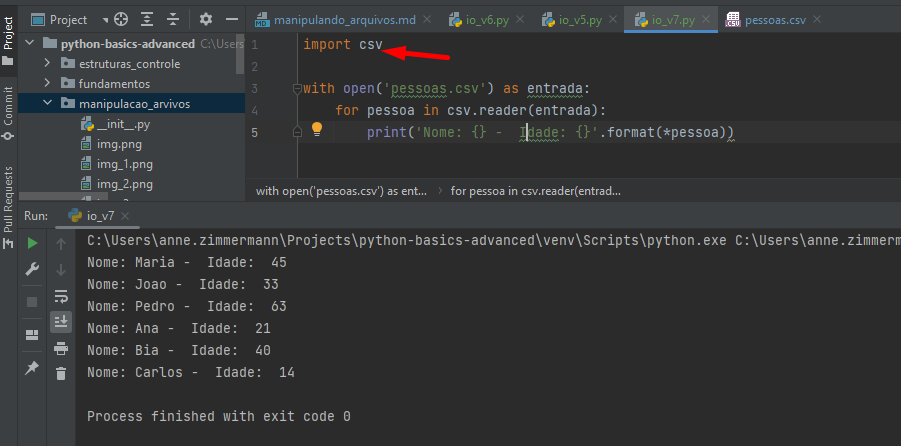 Project
manipulando_arquivos.md
io_v6.py
io_v5.py
io_v7.py
pessoas.csv
Project
Commit
Pull Requests
python-basics-advanced C:\Users
estruturas_controle
fundamentos
manipulacao_arvivos
__init__.py
img.png
img_1.png
img_2.png
1 import csv
2
3 with open('pessoas.csv') as entrada:
4 for pessoa in csv.reader(entrada):
5 print('Nome: {} -  Idade: {}'.format(*pessoa))
with open('pessoas.csv') as ent... for pessoa in csv.reader(entrad...
Run: io_v7
C:\Users\anne.zimmermann\Projects\python-basics-advanced\venv\Scripts\python.exe C:\Users\anne.zimmerm
Nome: Maria -  Idade:  45
Nome: Joao -  Idade:  33
Nome: Pedro -  Idade:  63
Nome: Ana -  Idade:  21
Nome: Bia -  Idade:  40
Nome: Carlos -  Idade:  14
Process finished with exit code 0